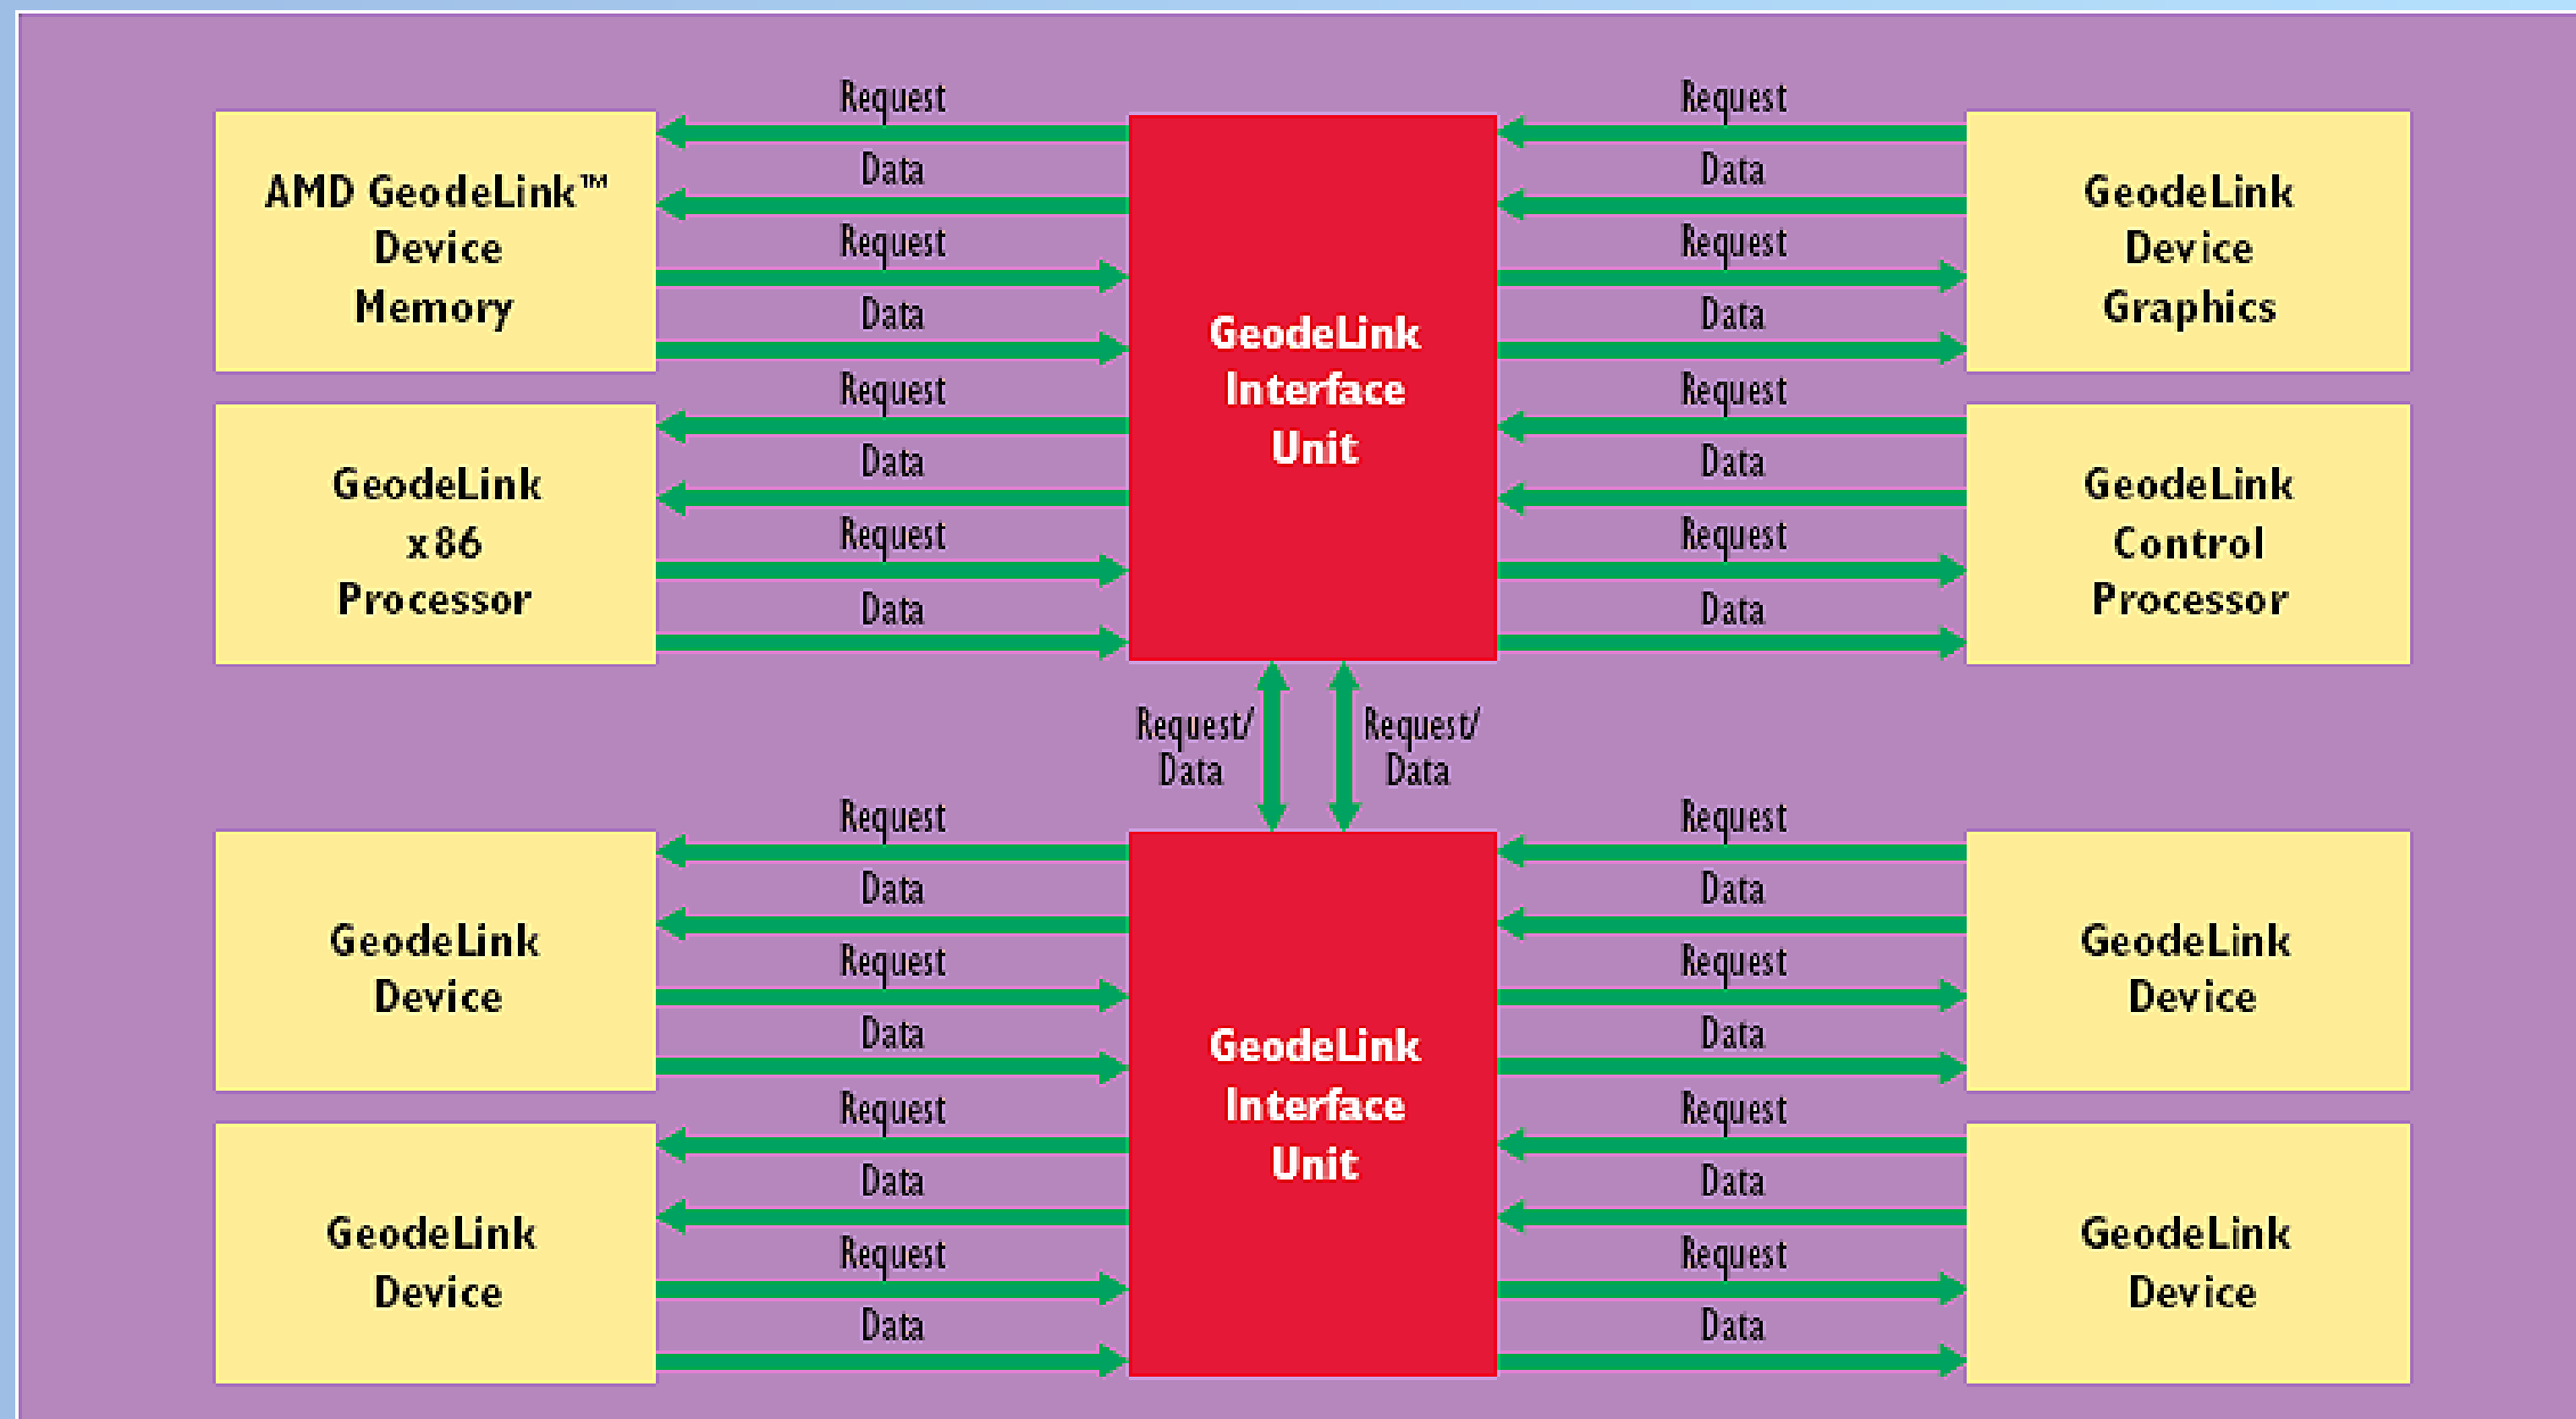 Request
Request
AMD GeodeLink™
Device
Memory
Data
Request
Data
GeodeLink
Interface
Unit
Data
Request
Data
GeodeLink
Device
Graphics
Request
Data
Request
Data
GeodeLink
x86
Processor
Request
Data
Request
Data
GeodeLink
Control
Processor
Request/
Data
Request/
Data
Request
Data
Request
Data
GeodeLink
Device
Request
Data
Request
Data
GeodeLink
Device
GeodeLink
Interface
Unit
Request
Data
Request
Data
GeodeLink
Device
Request
Data
Request
Data
GeodeLink
Device